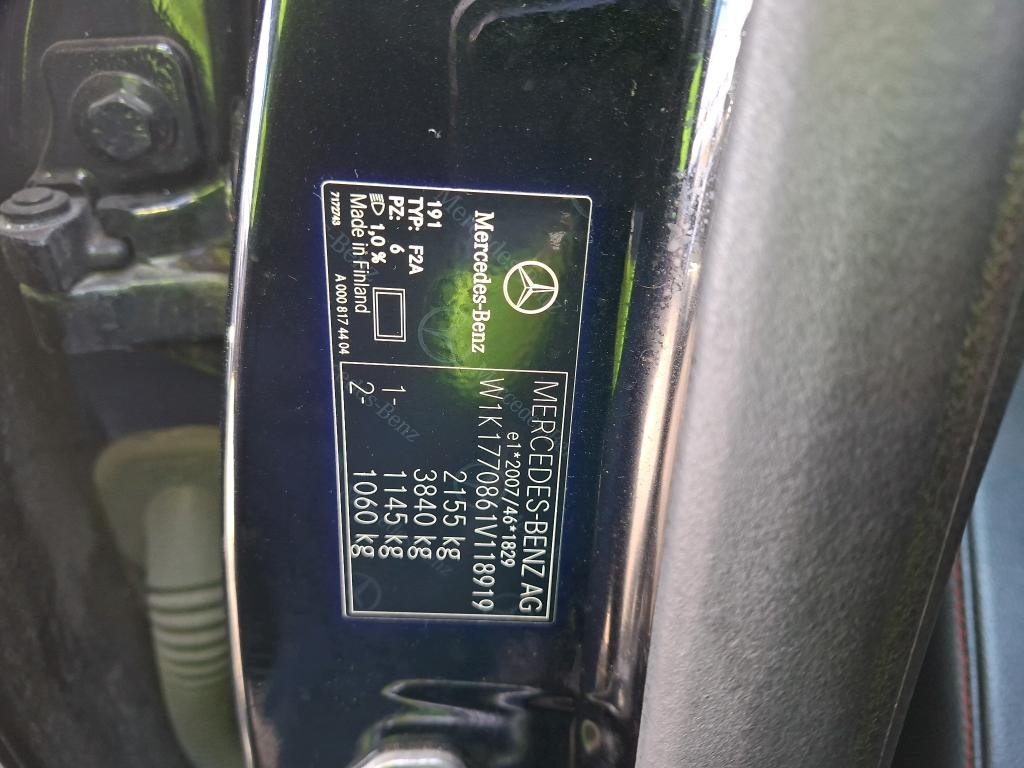 Mercedes-Benz
191
TYP: F2A
PZ: 6
1,0 %
Made in Finland
7172743
A 000 817 44 04
MERCEDES-BENZ AG
e1*2007/46*1829
W1K1770861V118919
2155 kg
3840 kg
1- 1145 kg
2 1060 kg